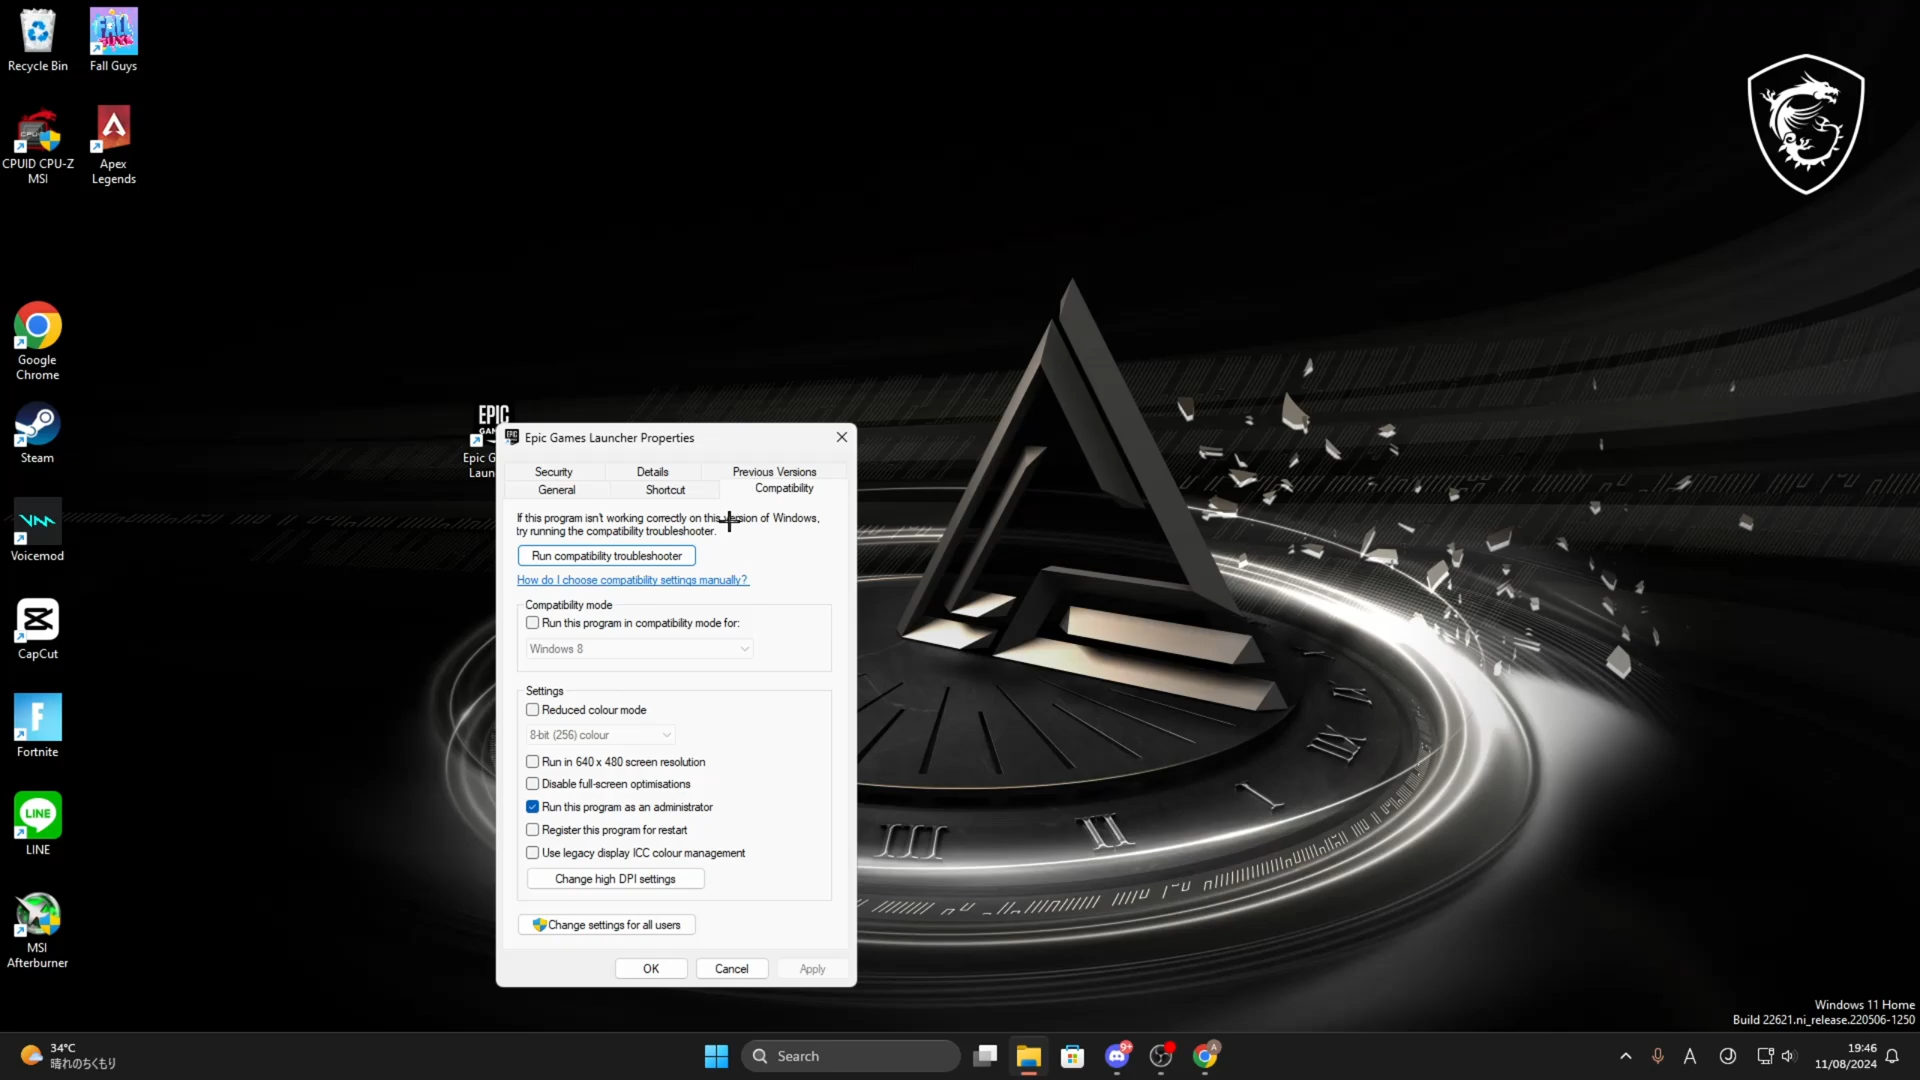 Recycle Bin
Fall Guys
CPUID CPU-Z
MSI
Apex
Legends
Google
Chrome
Steam
Voicemod
CapCut
Fortnite
LINE
LINE
MSI
Afterburner
EPIC
Epic G
Laun
Epic Games Launcher Properties
Security
Details
Previous Versions
General
Shortcut
Compatibility
If this program isn't working correctly on this version of Windows,
try running the compatibility troubleshooter.
Run compatibility troubleshooter
How do I choose compatibility settings manually?
Compatibility mode
Run this program in compatibility mode for:
Windows 8
Settings
Reduced colour mode
8-bit (256) colour
Run in 640 x 480 screen resolution
Disable full-screen optimisations
Run this program as an administrator
Register this program for restart
Use legacy display ICC colour management
Change high DPI settings
Change settings for all users
OK
Cancel
Apply
III
II
I
Windows 11 Home
Build 22621.ni_release.220506-1250
34°C
晴れのちくもり
Search
9+
A
A
19:46
11/08/2024